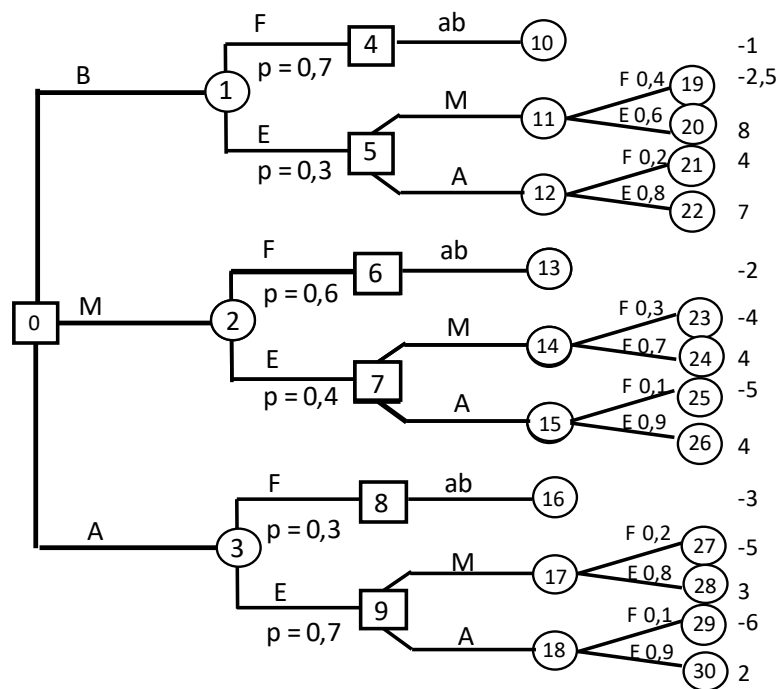 F 4 ab 10 -1
B p = 0,7 F 0,4 19 -2,5
1 M 11 E 0,6 20 8
E 5 F 0,2 21 4
p = 0,3 A 12 E 0,8 22 7
F 6 ab 13 -2
p = 0,6
0 M 2 M 14 F 0,3 23 -4
E 7 E 0,7 24 4
p = 0,4 A 15 F 0,1 25 -5
E 0,9 26 4
F 8 ab 16 -3
A 3 p = 0,3 F 0,2 27 -5
E M 17 E 0,8 28 3
9 F 0,1 29 -6
p = 0,7 A 18 E 0,9 30 2